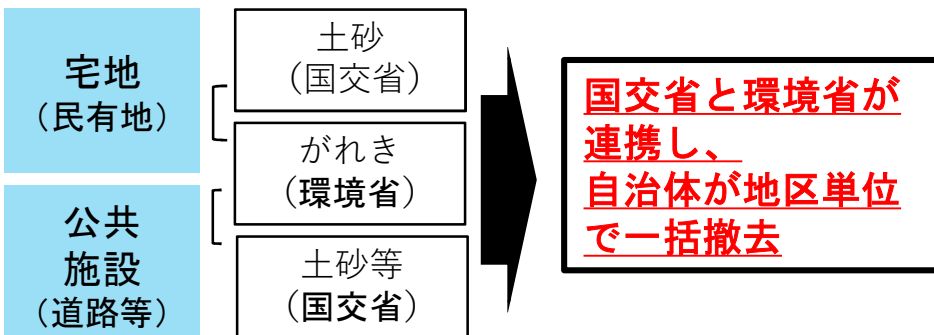 宅地
（民有地）
公共
施設
（道路等）
土砂
（国交省）
がれき
（環境省）
土砂等
（国交省）
国交省と環境省が
連携し、
自治体が地区単位
で一括撤去